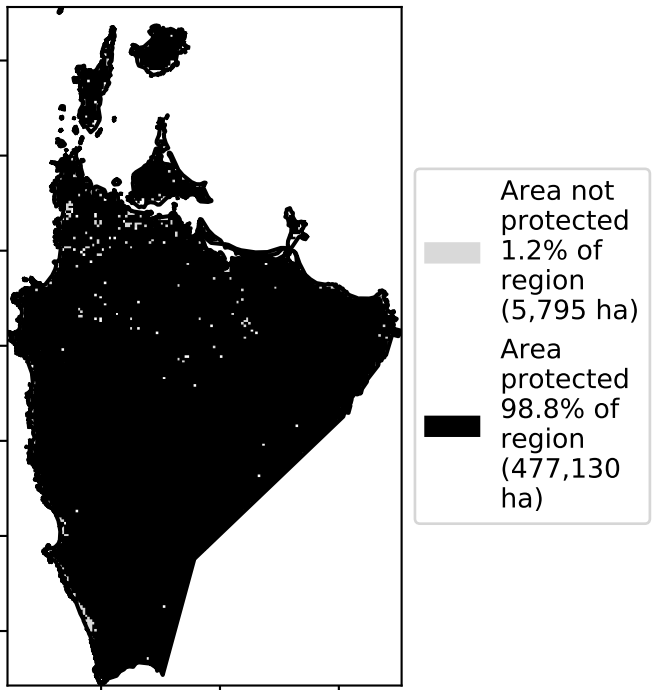 Area not
protected
1.2% of
region
(5,795 ha)
Area
protected
98.8% of
region
(477,130
ha)